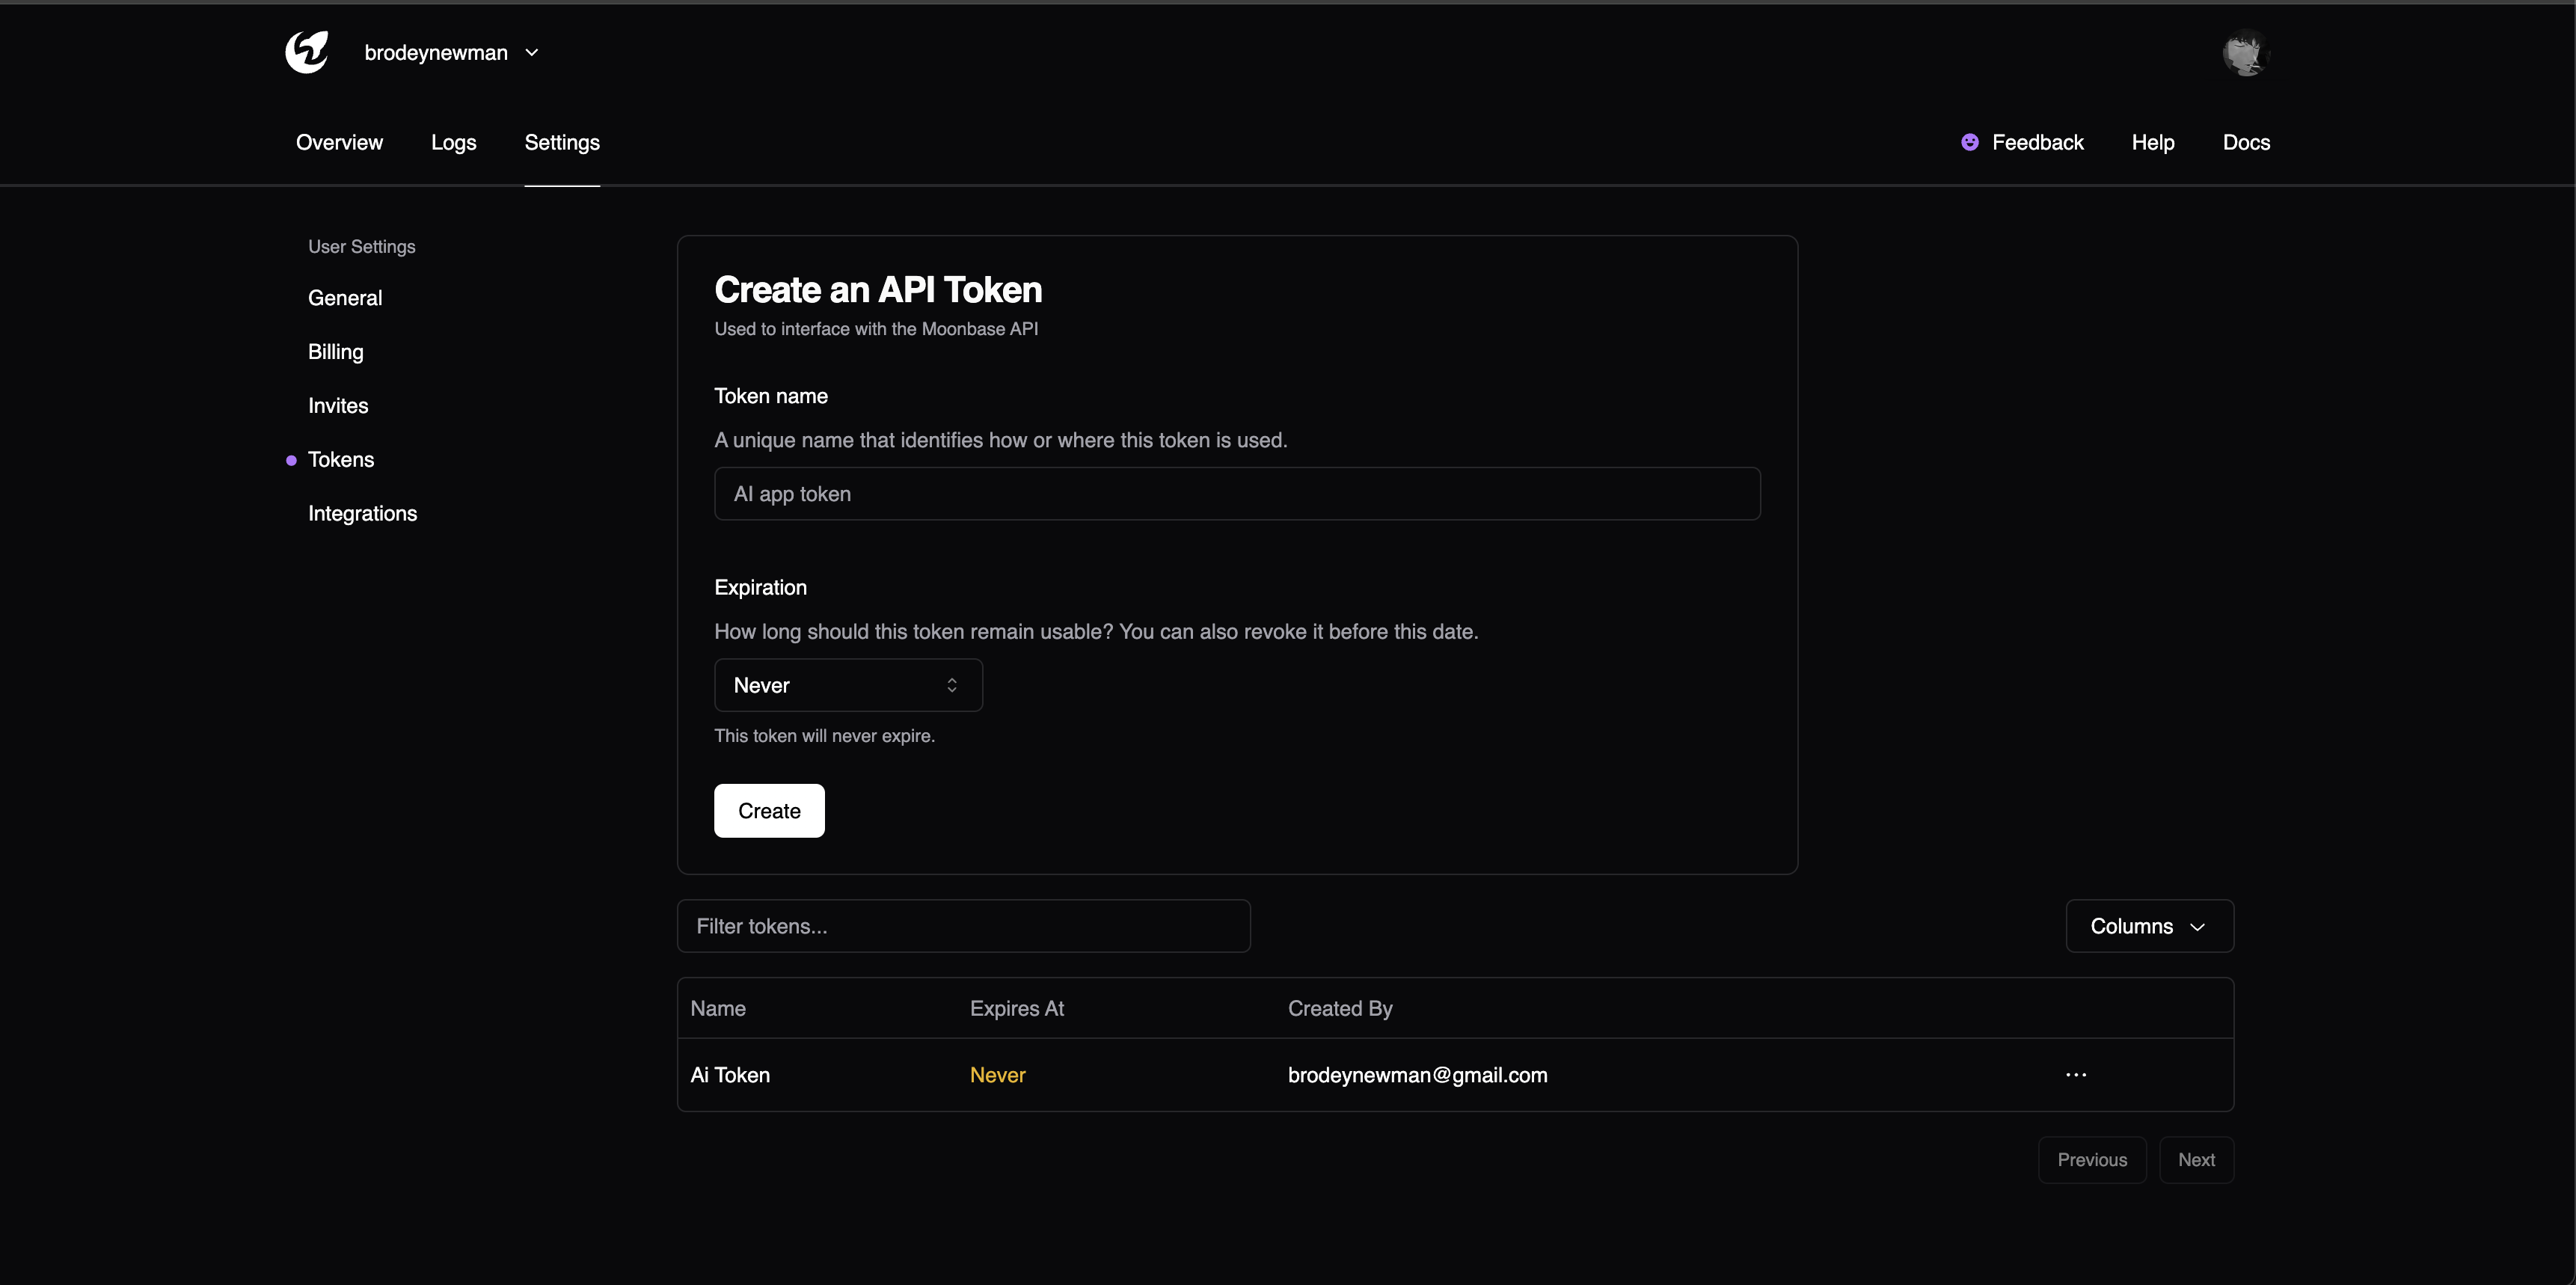 brodeynewman
Overview Logs Settings Feedback Help Docs
User Settings
General
Billing
Invites
Tokens
Integrations
Create an API Token
Used to interface with the Moonbase API
Token name
A unique name that identifies how or where this token is used.
AI app token
Expiration
How long should this token remain usable? You can also revoke it before this date.
Never
This token will never expire.
Create
Filter tokens... Columns
Name Expires At Created By
Ai Token Never brodeynewman@gmail.com ...
Previous Next